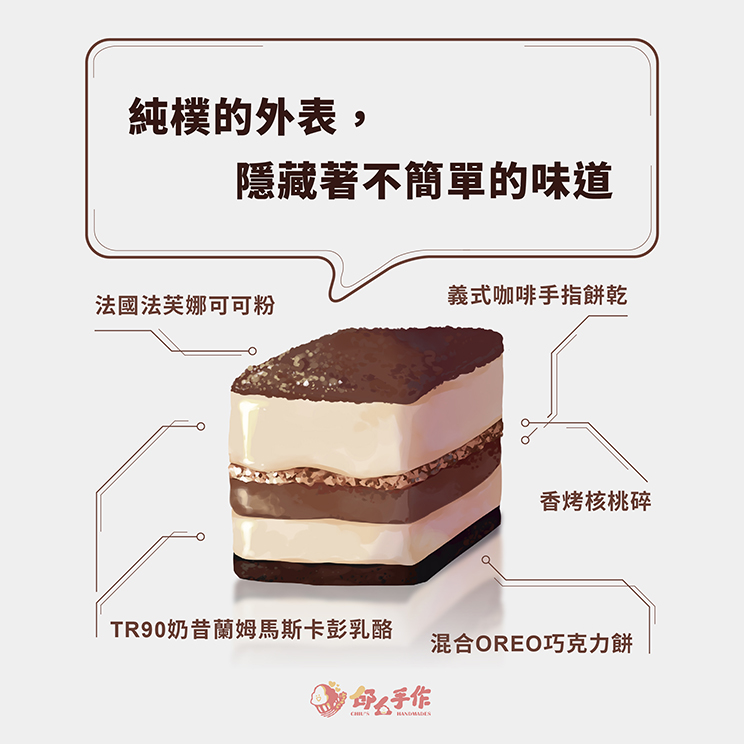 純樸的外表，
隱藏著不簡單的味道
法國法芙娜可可粉
義式咖啡手指餅乾
香烤核桃碎
TR90奶昔蘭姆馬斯卡彭乳酪
混合OREO巧克力餅
邱ㄠ手作
CHIU'S HANDMADES